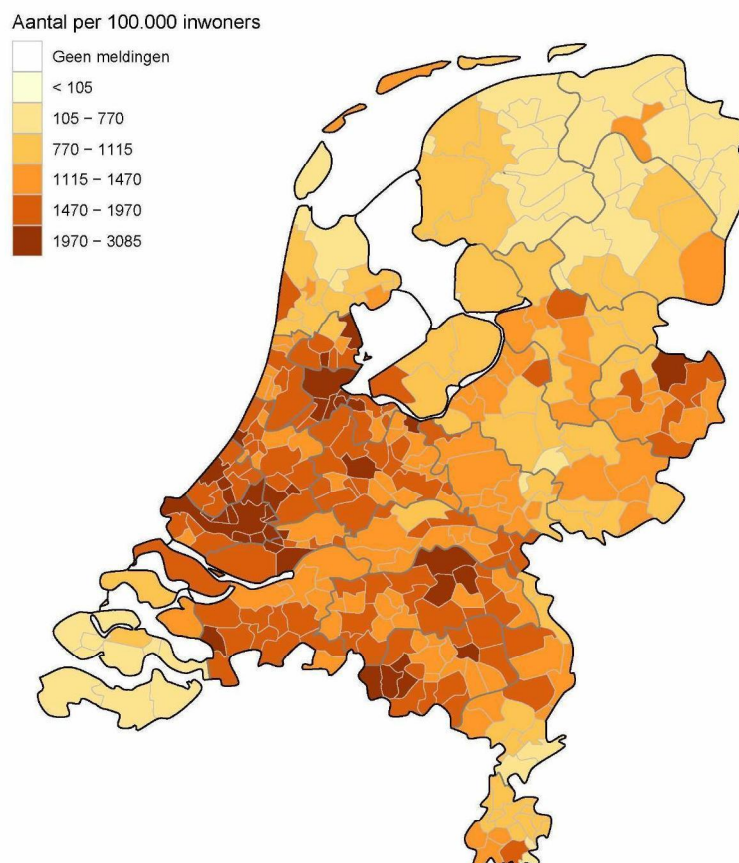 Aantal per 100.000 inwoners
Geen meldingen
< 105
105 – 770
770 – 1115
1115 – 1470
1470 – 1970
1970 – 3085